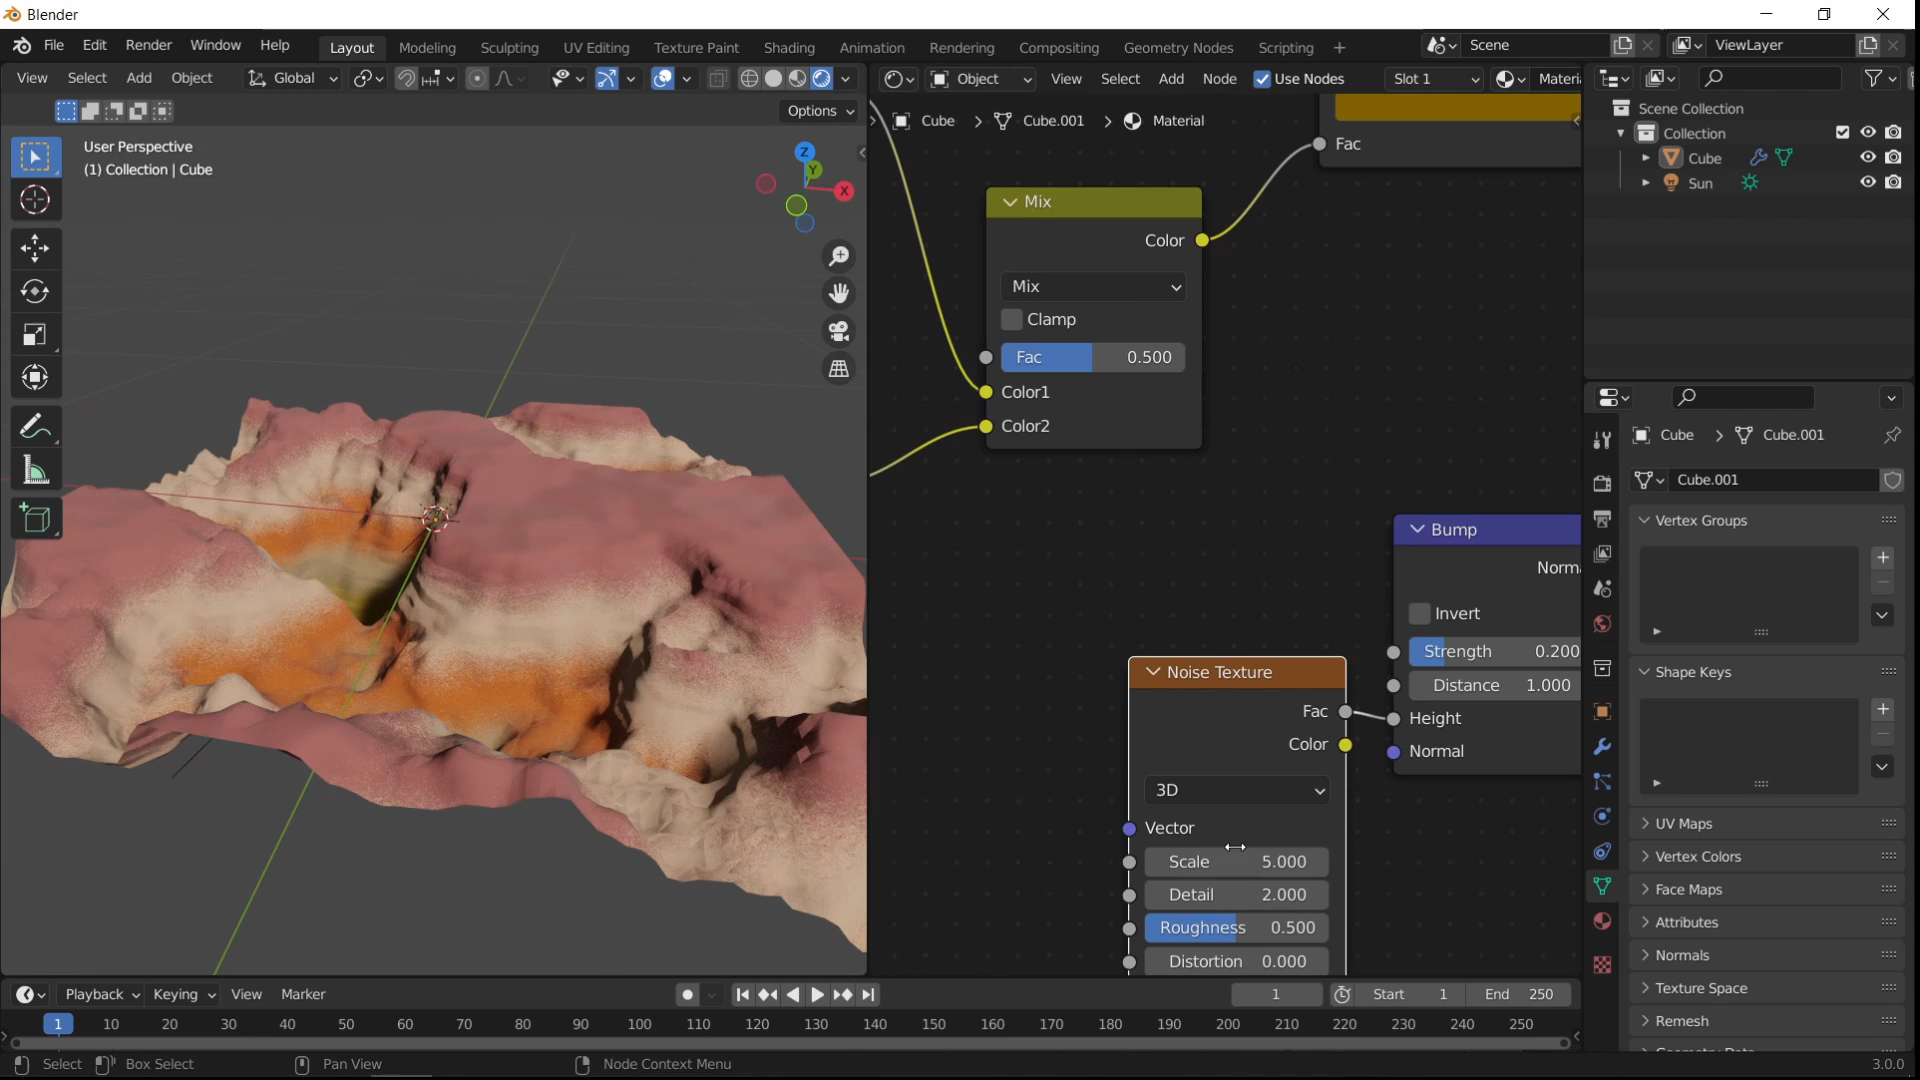 Blender
File Edit Render Window Help Layout Modeling Sculpting UV Editing Texture Paint Shading Animation Rendering Compositing Geometry Nodes Scripting + Scene ViewLayer
View Select Add Object Global Object View Select Add Node Use Nodes Slot 1
Options
User Perspective
(1) Collection | Cube
Z
Y
X
Cube > Cube.001 > Material
Fac
Mix
Color
Mix
Clamp
Fac 0.500
Color1
Color2
Bump
Invert
Strength 0.200
Distance 1.000
Height
Normal
Noise Texture
Fac
Color
3D
Vector
Scale 5.000
Detail 2.000
Roughness 0.500
Distortion 0.000
Scene Collection
Collection
Cube
Sun
Cube > Cube.001
Cube.001
Vertex Groups
Shape Keys
UV Maps
Vertex Colors
Face Maps
Attributes
Normals
Texture Space
Remesh
Playback Keying View Marker 1 Start 1 End 250
1 10 20 30 40 50 60 70 80 90 100 110 120 130 140 150 160 170 180 190 200 210 220 230 240 250
Select Box Select Pan View Node Context Menu 3.0.0